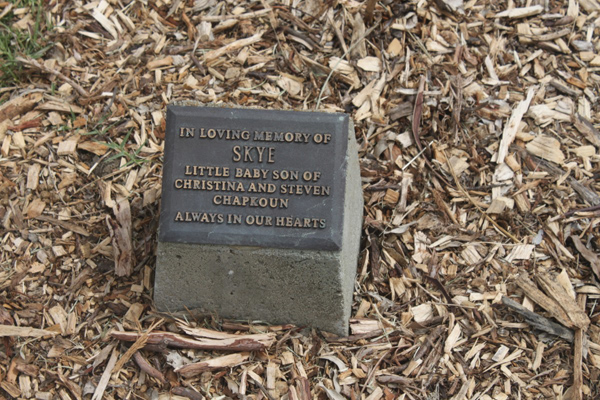 IN LOVING MEMORY OF
SKYE
LITTLE BABY SON OF
CHRISTINA AND STEVEN
CHAPKOUN
ALWAYS IN OUR HEARTS